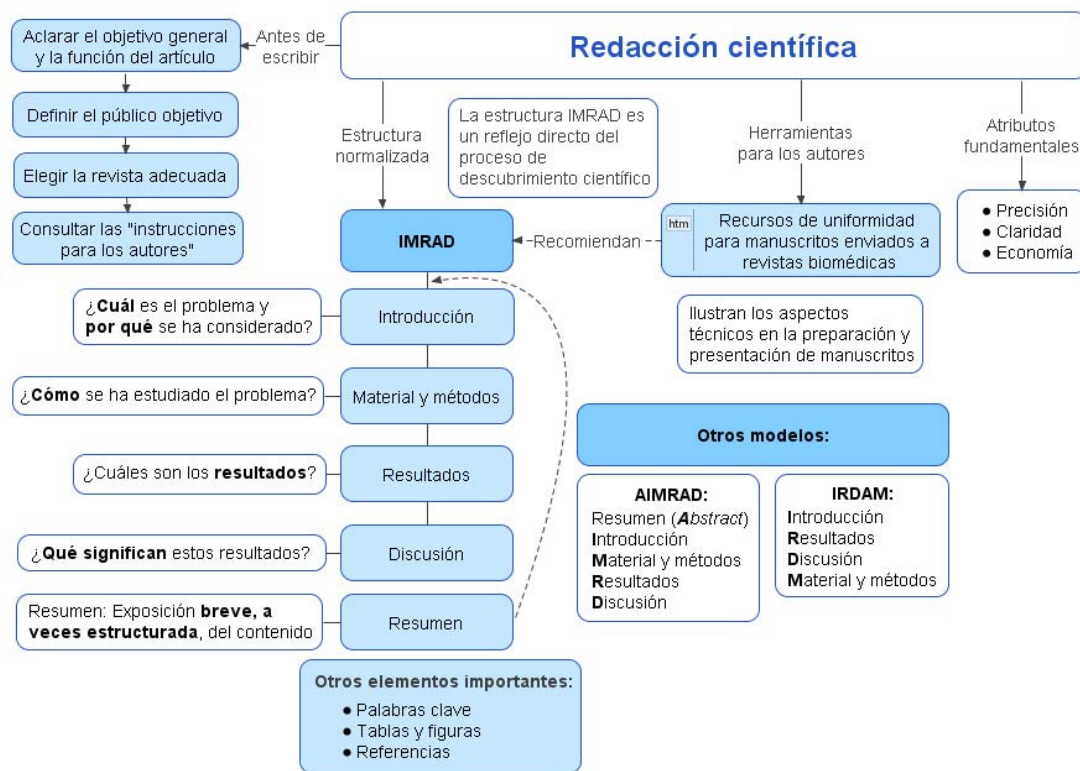 Redacción científica
Antes de
escribir
Aclarar el objetivo general
y la función del artículo
Definir el público objetivo
Elegir la revista adecuada
Consultar las "instrucciones
para los autores"
Estructura
normalizada
La estructura IMRAD es
un reflejo directo del
proceso de
descubrimiento científico
Herramientas
para los autores
Atributos
fundamentales
● Precisión
● Claridad
● Economía
htm
Recursos de uniformidad
para manuscritos enviados a
revistas biomédicas
Recomiendan
IMRAD
Ilustran los aspectos
técnicos en la preparación y
presentación de manuscritos
¿Cuál es el problema y
por qué se ha considerado?
Introducción
¿Cómo se ha estudiado el problema?
Material y métodos
¿Cuáles son los resultados?
Resultados
¿Qué significan estos resultados?
Discusión
Resumen: Exposición breve, a
veces estructurada, del contenido
Resumen
Otros elementos importantes:
● Palabras clave
● Tablas y figuras
● Referencias
Otros modelos:
AIMRAD:
Resumen (Abstract)
Introducción
Material y métodos
Resultados
Discusión
IRDAM:
Introducción
Resultados
Discusión
Material y métodos